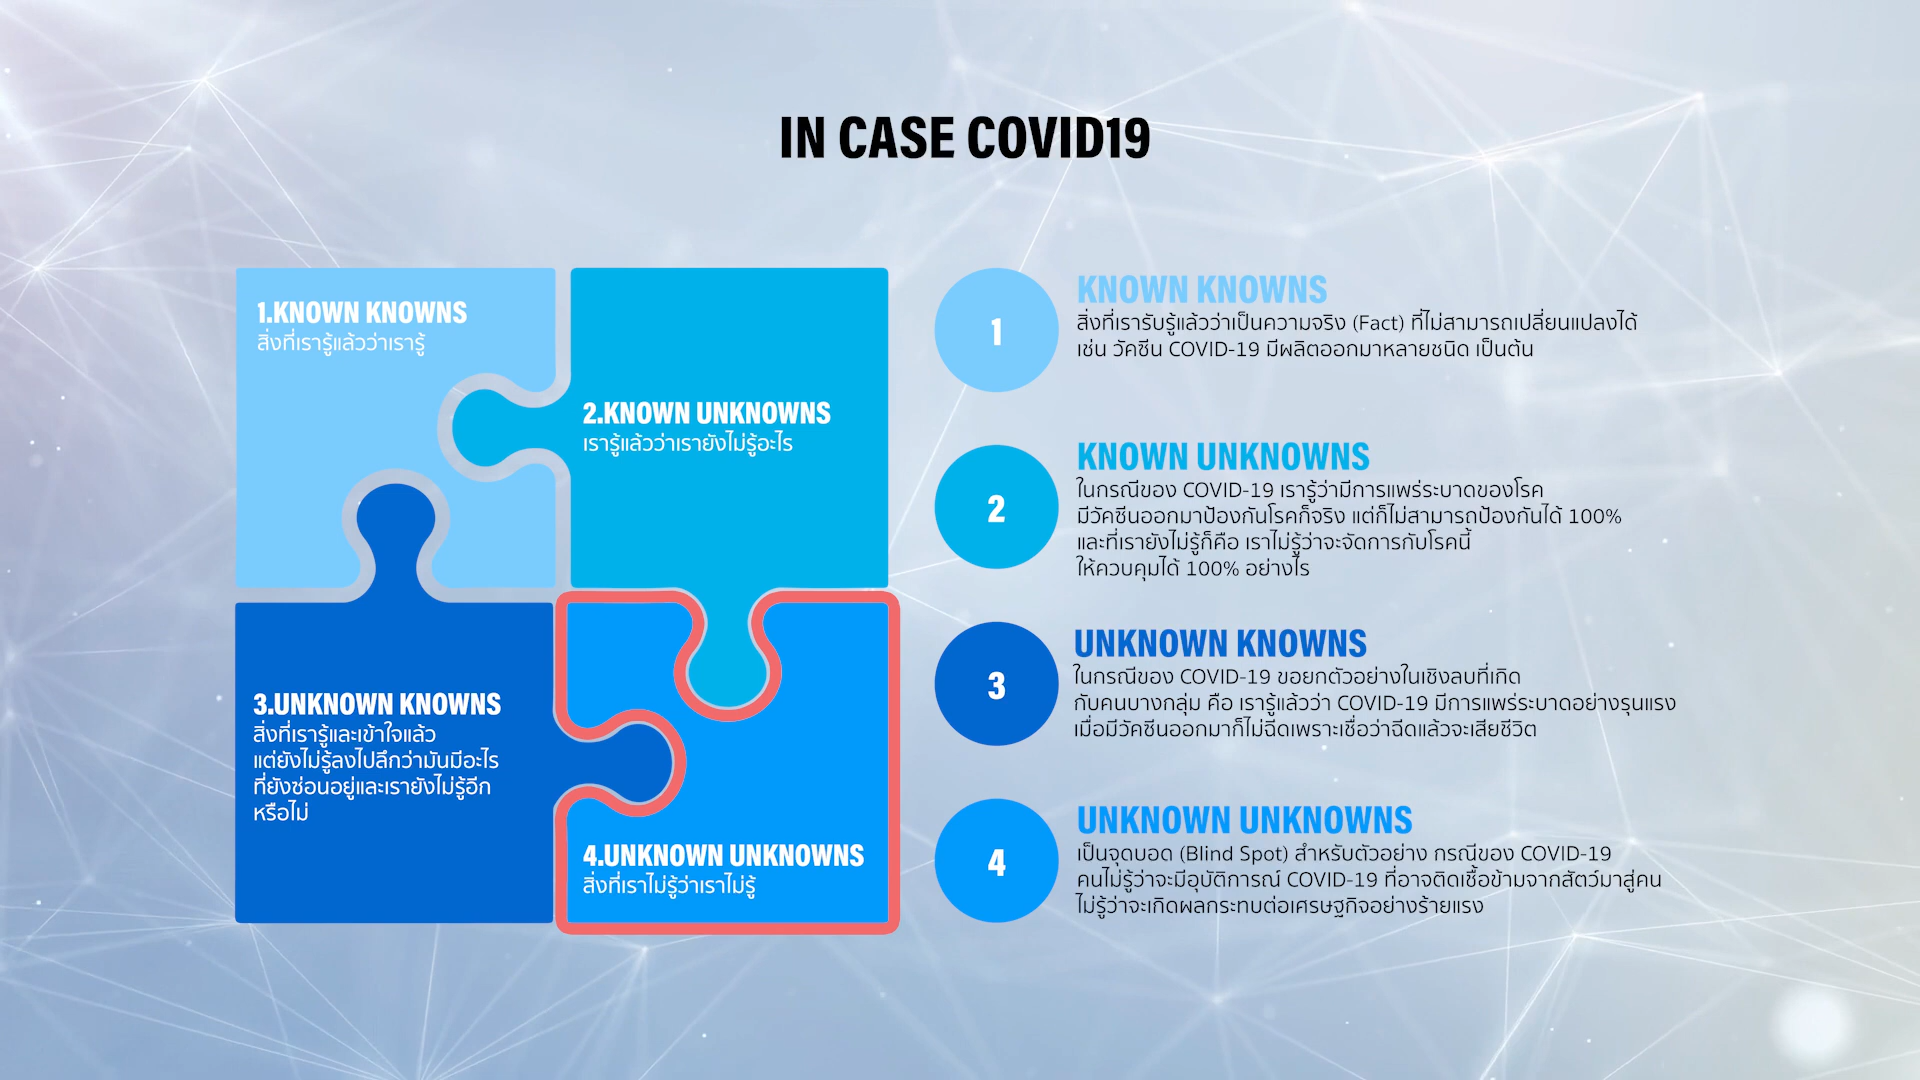 IN CASE COVID19
1.KNOWN KNOWNS
สิ่งที่เรารู้แล้วว่าเรารู้
2.KNOWN UNKNOWNS
เรารู้แล้วว่าเรายังไม่รู้อะไร
3.UNKNOWN KNOWNS
สิ่งที่เรารู้และเข้าใจแล้ว
แต่ยังไม่รู้ลงไปลึกว่ามันมีอะไร
ที่ยังซ่อนอยู่และเรายังไม่รู้อีก
หรือไม่
4.UNKNOWN UNKNOWNS
สิ่งที่เราไม่รู้ว่าเราไม่รู้
1
KNOWN KNOWNS
สิ่งที่เรารับรู้แล้วว่าเป็นความจริง (Fact) ที่ไม่สามารถเปลี่ยนแปลงได้
เช่น วัคซีน COVID-19 มีผลิตออกมาหลายชนิด เป็นต้น
2
KNOWN UNKNOWNS
ในกรณีของ COVID-19 เรารู้ว่ามีการแพร่ระบาดของโรค
มีวัคซีนออกมาป้องกันโรคก็จริง แต่ก็ไม่สามารถป้องกันได้ 100%
และที่เรายังไม่รู้ก็คือ เราไม่รู้ว่าจะจัดการกับโรคนี้
ให้ควบคุมได้ 100% อย่างไร
3
UNKNOWN KNOWNS
ในกรณีของ COVID-19 ขอยกตัวอย่างในเชิงลบที่เกิด
กับคนบางกลุ่ม คือ เรารู้แล้วว่า COVID-19 มีการแพร่ระบาดอย่างรุนแรง
เมื่อมีวัคซีนออกมาก็ไม่ฉีดเพราะเชื่อว่าฉีดแล้วจะเสียชีวิต
4
UNKNOWN UNKNOWNS
เป็นจุดบอด (Blind Spot) สำหรับตัวอย่าง กรณีของ COVID-19
คนไม่รู้ว่าจะมีอุบัติการณ์ COVID-19 ที่อาจติดเชื้อข้ามจากสัตว์มาสู่คน
ไม่รู้ว่าจะเกิดผลกระทบต่อเศรษฐกิจอย่างร้ายแรง